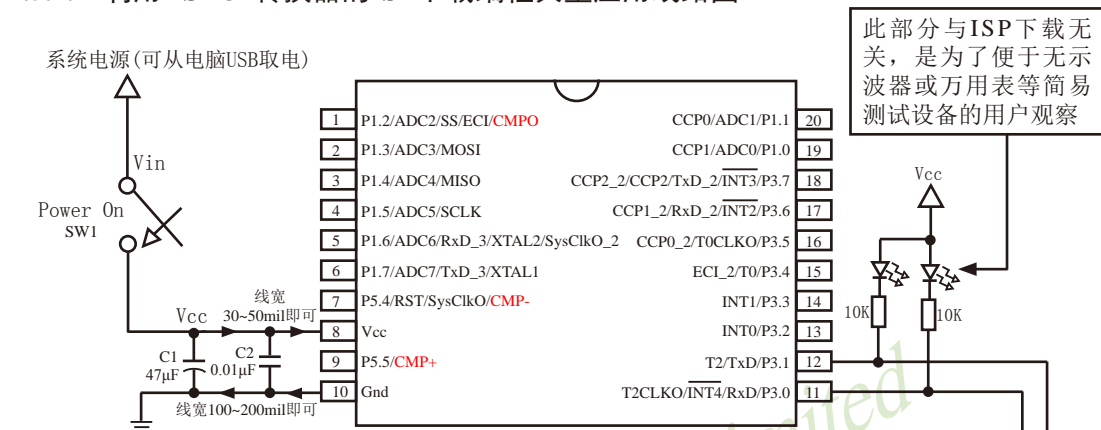 系统电源(可从电脑USB取电)
此部分与ISP下载无
关，是为了便于无示
波器或万用表等简易
测试设备的用户观察
Vin
Power On
SW1
Vcc
线宽
30~50mil即可
C1
47μF
C2
0.01μF
线宽100~200mil即可
1 P1.2/ADC2/SS/ECI/CMPO
2 P1.3/ADC3/MOSI
3 P1.4/ADC4/MISO
4 P1.5/ADC5/SCLK
5 P1.6/ADC6/RxD_3/XTAL2/SysClkO_2
6 P1.7/ADC7/TxD_3/XTAL1
7 P5.4/RST/SysClkO/CMP-
8 Vcc
9 P5.5/CMP+
10 Gnd
CCP0/ADC1/P1.1 20
CCP1/ADC0/P1.0 19
CCP2_2/CCP2/TxD_2/INT3/P3.7 18
CCP1_2/RxD_2/INT2/P3.6 17
CCP0_2/T0CLKO/P3.5 16
ECI_2/T0/P3.4 15
INT1/P3.3 14
INT0/P3.2 13
T2/TxD/P3.1 12
T2CLKO/INT4/RxD/P3.0 11
Vcc
10K
10K